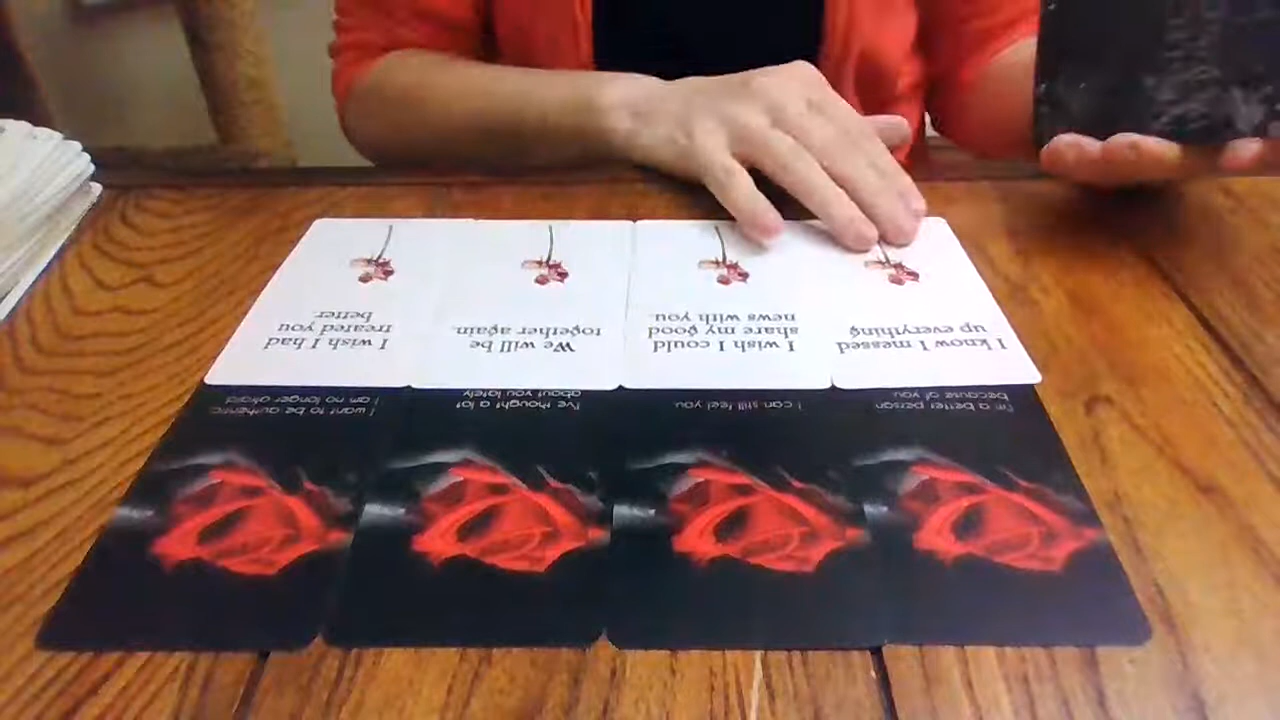 I know I messed
up everything
I wish I could
share my good
news with you.
We will be
together again.
I wish I had
treated you
better
I'm a better person
because of you
I can still feel you
I've thought a lot
about you lately
I want to be authentic.
I am no longer afraid